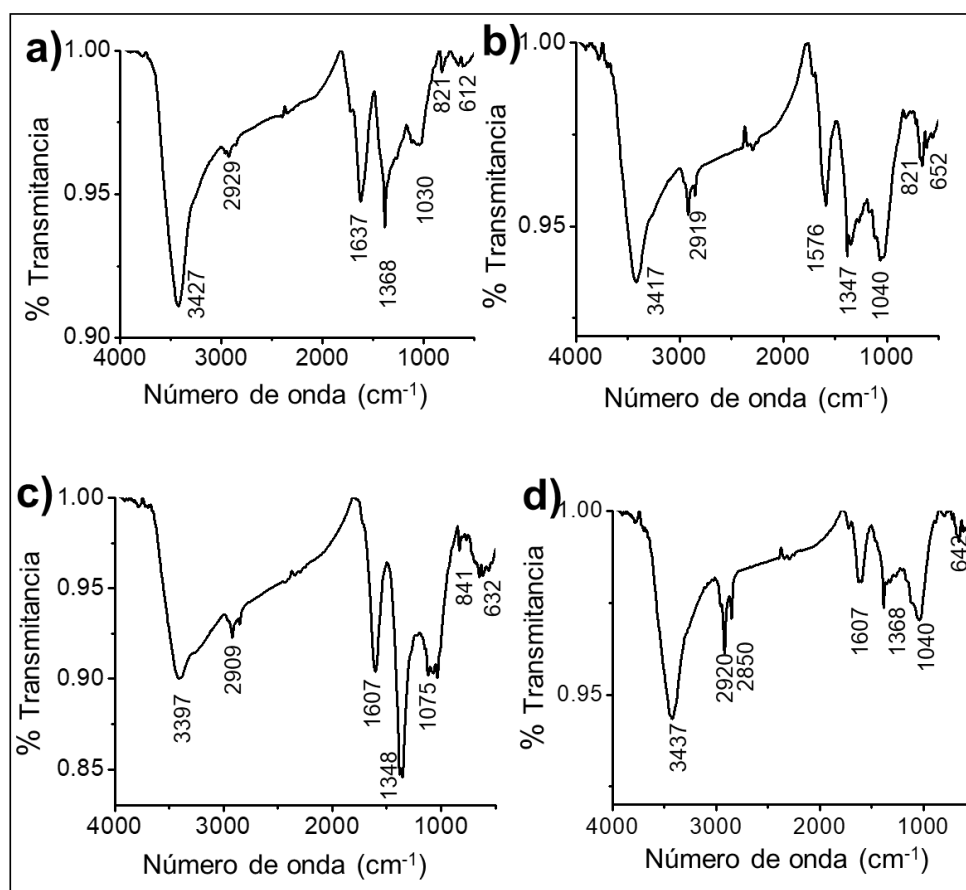 a)
% Transmitancia
1.00
0.95
0.90
3427
2929
1637
1368
1030
821
612
4000 3000 2000 1000
Número de onda (cm⁻¹)
b)
% Transmitancia
1.00
0.95
3417
2919
1576
1347
1040
821
652
4000 3000 2000 1000
Número de onda (cm⁻¹)
c)
% Transmitancia
1.00
0.95
0.90
0.85
3397
2909
1607
1348
1075
841
632
4000 3000 2000 1000
Número de onda (cm⁻¹)
d)
% Transmitancia
1.00
0.95
3437
2920
2850
1607
1368
1040
642
4000 3000 2000 1000
Número de onda (cm⁻¹)